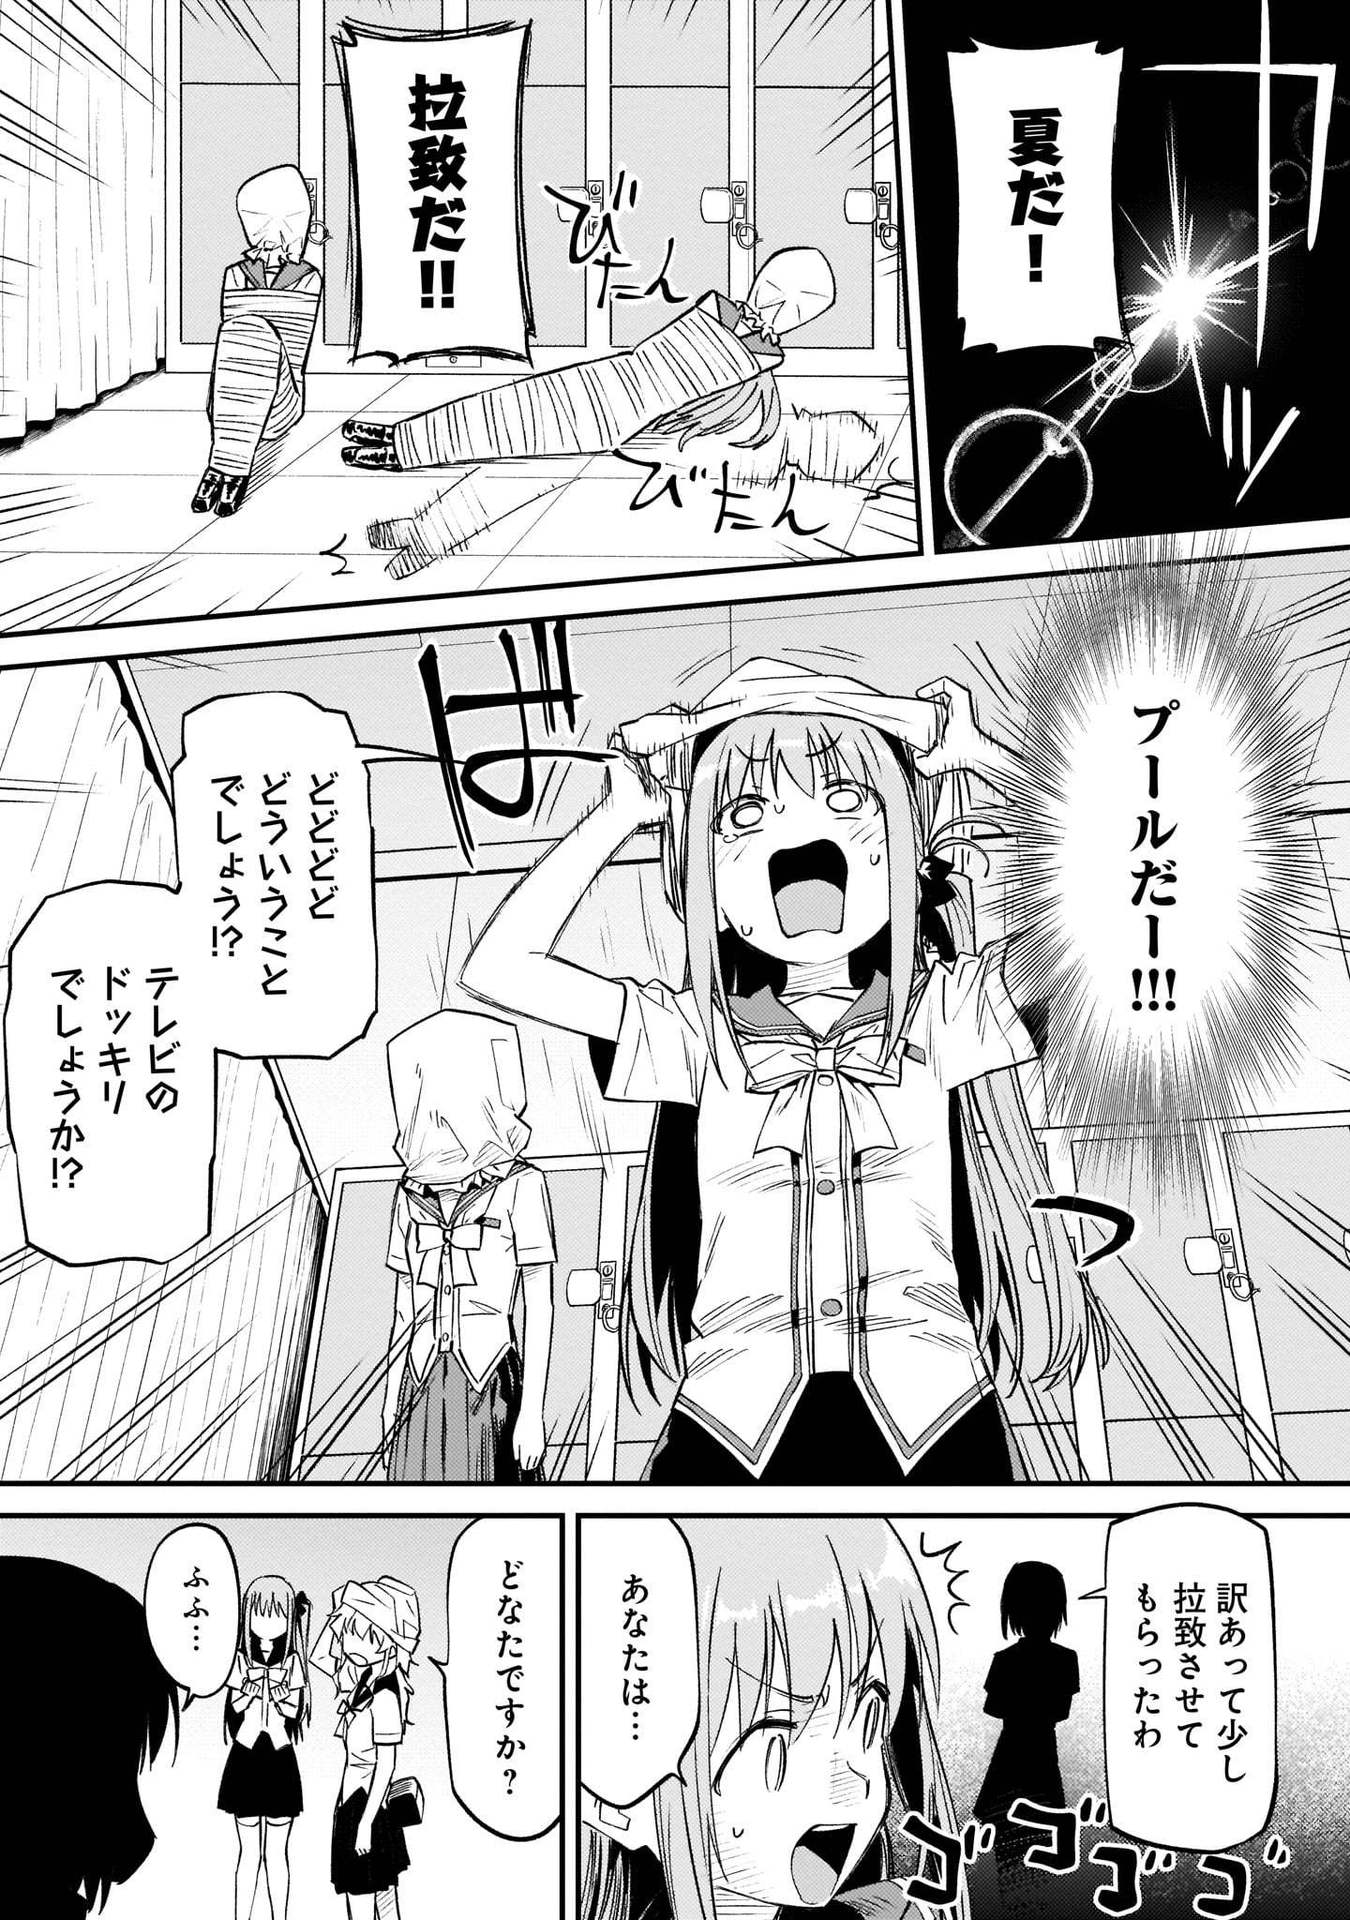 夏だ！
サンッ
拉致だ!!
びたん
びたん
プールだー!!!
ばっ
どどどど
どういうこと
でしょう!?
テレビの
ドッキリ
でしょうか!?
訳あって少し
拉致させて
もらったわ
ゴゴゴゴ
あなたは…
どなたですか？
ふふ…